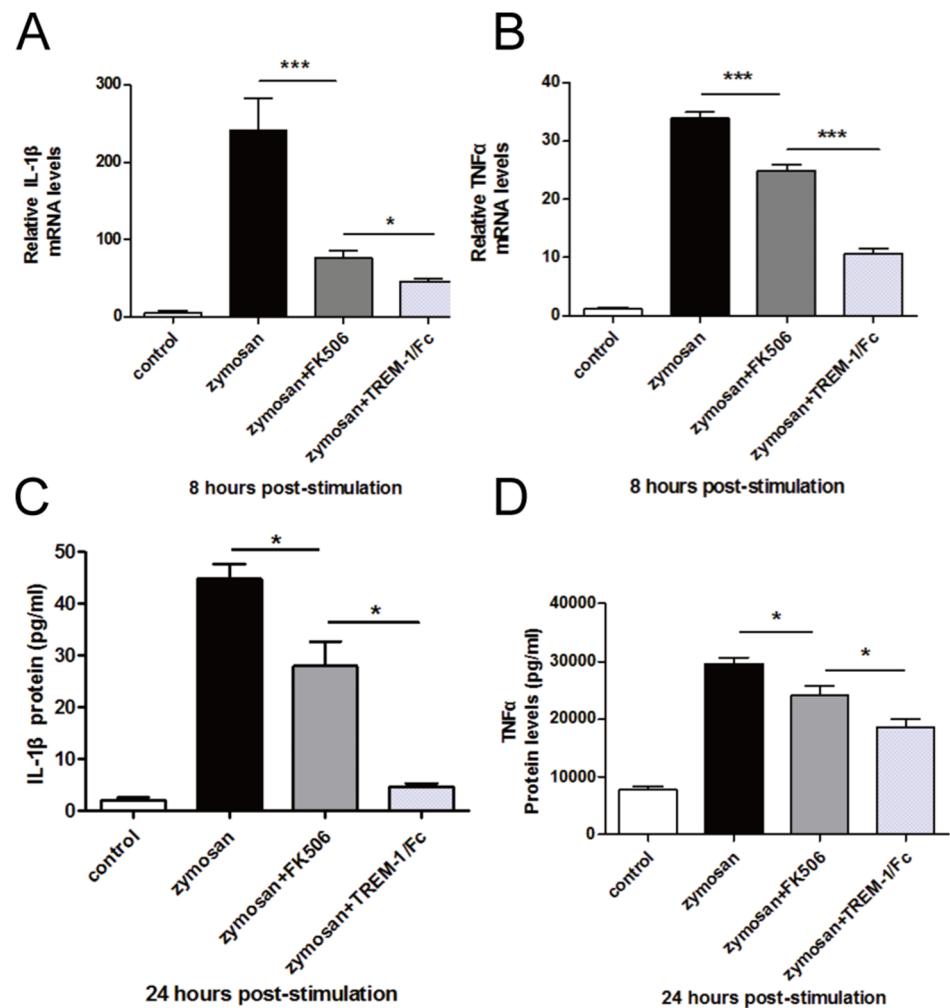 A
Relative IL-1β
mRNA levels
300
200
100
0
***
*
control
zymosan
zymosan+FK506
zymosan+TREM-1/Fc
8 hours post-stimulation
B
Relative TNFα
mRNA levels
40
30
20
10
0
***
***
control
zymosan
zymosan+FK506
zymosan+TREM-1/Fc
8 hours post-stimulation
C
IL-1β protein (pg/ml)
50
40
30
20
10
0
*
*
control
zymosan
zymosan+FK506
zymosan+TREM-1/Fc
24 hours post-stimulation
D
TNFα
Protein levels (pg/ml)
40000
30000
20000
10000
0
*
*
control
zymosan
zymosan+FK506
zymosan+TREM-1/Fc
24 hours post-stimulation